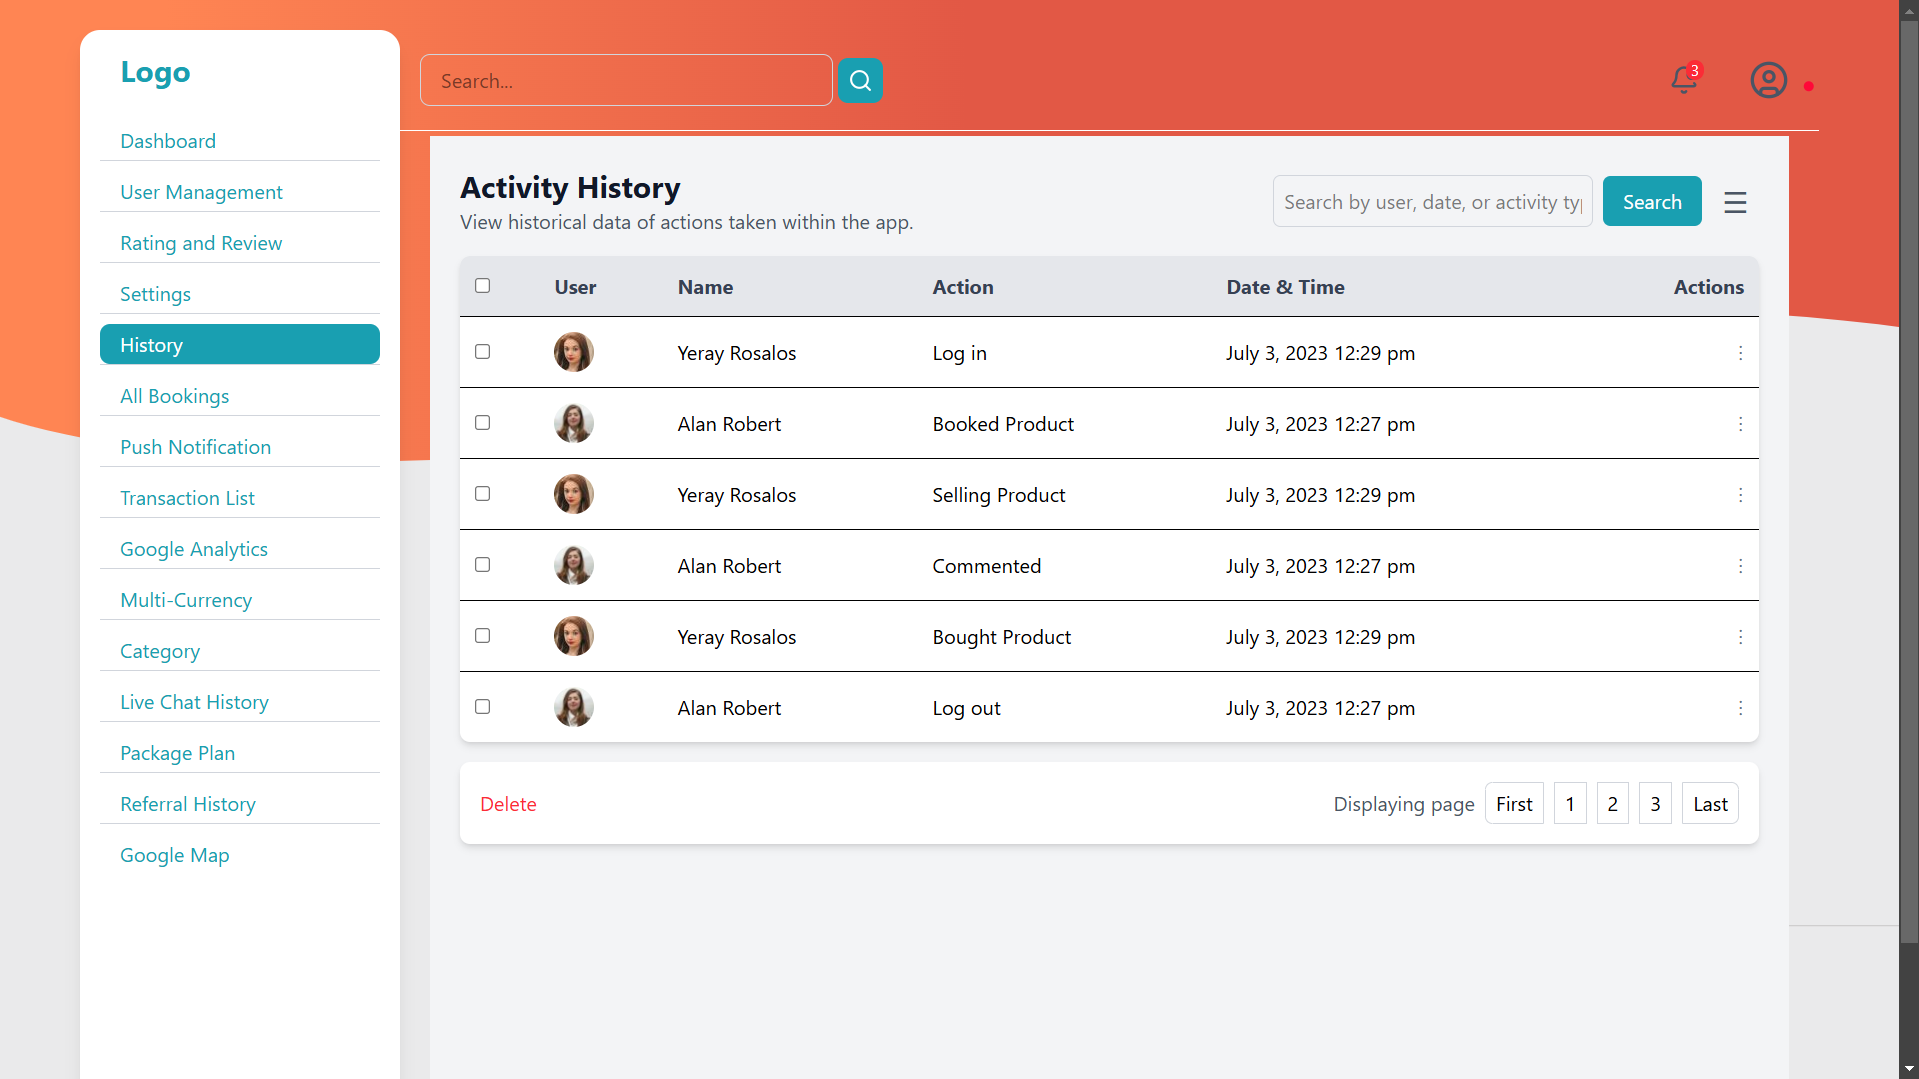 Logo
Search...
3
Dashboard
User Management
Rating and Review
Settings
History
All Bookings
Push Notification
Transaction List
Google Analytics
Multi-Currency
Category
Live Chat History
Package Plan
Referral History
Google Map
Activity History
View historical data of actions taken within the app.
Search by user, date, or activity ty
Search
User Name Action Date & Time Actions
Yeray Rosalos Log in July 3, 2023 12:29 pm
Alan Robert Booked Product July 3, 2023 12:27 pm
Yeray Rosalos Selling Product July 3, 2023 12:29 pm
Alan Robert Commented July 3, 2023 12:27 pm
Yeray Rosalos Bought Product July 3, 2023 12:29 pm
Alan Robert Log out July 3, 2023 12:27 pm
Delete
Displaying page First 1 2 3 Last